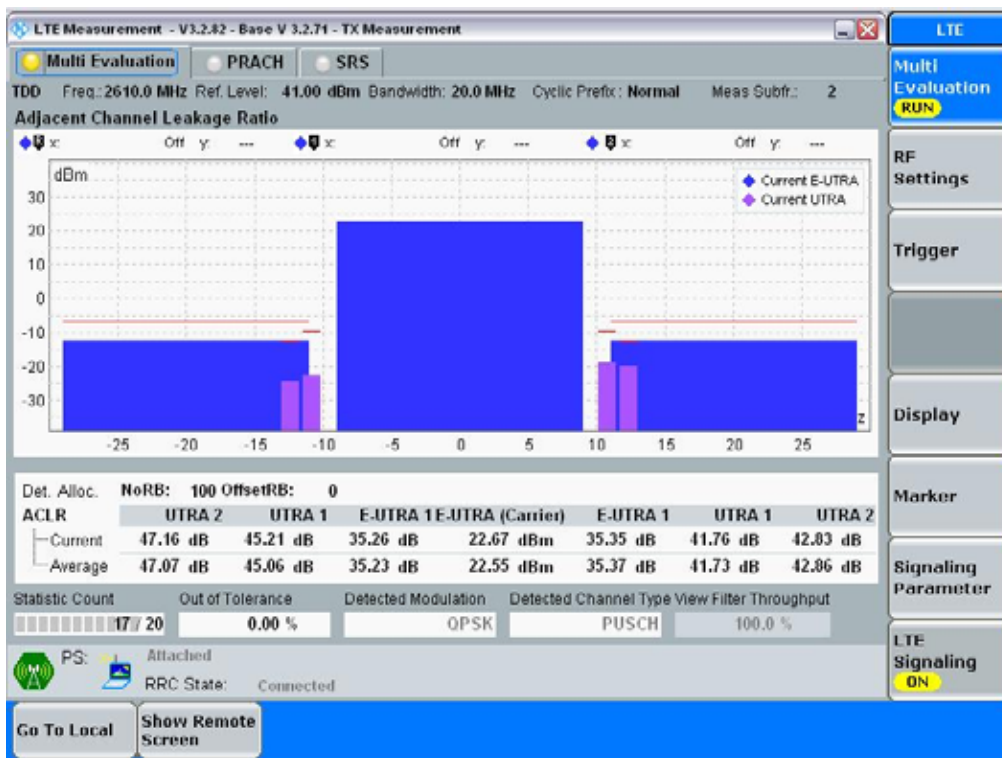 LTE Measurement - V3.2.82 - Base V 3.2.71 - TX Measurement
LTE
Multi Evaluation PRACH SRS
Multi Evaluation
RUN
TDD Freq.: 2610.0 MHz Ref. Level: 41.00 dBm Bandwidth: 20.0 MHz Cyclic Prefix: Normal Meas Subfr.: 2
Adjacent Channel Leakage Ratio
x: Off y: --- x: Off y: --- x: Off y: ---
dBm
Current E-UTRA
Current UTRA
30
20
10
0
-10
-20
-30
-25 -20 -15 -10 -5 0 5 10 15 20 25
RF Settings
Trigger
Display
Marker
Signaling Parameter
LTE Signaling
ON
Det. Alloc. NoRB: 100 OffsetRB: 0
ACLR UTRA 2 UTRA 1 E-UTRA 1 E-UTRA (Carrier) E-UTRA 1 UTRA 1 UTRA 2
Current 47.16 dB 45.21 dB 35.26 dB 22.67 dBm 35.35 dB 41.76 dB 42.83 dB
Average 47.07 dB 45.06 dB 35.23 dB 22.55 dBm 35.37 dB 41.73 dB 42.86 dB
Statistic Count Out of Tolerance Detected Modulation Detected Channel Type View Filter Throughput
17 / 20 0.00 % QPSK PUSCH 100.0 %
PS: Attached
RRC State: Connected
Go To Local
Show Remote Screen